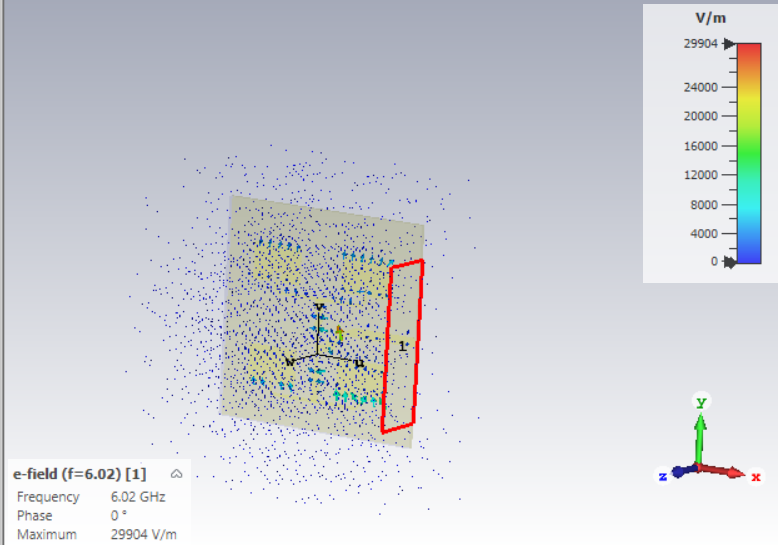 V/m
29904
24000
20000
16000
12000
8000
4000
0
v
w
u
1
y
z
x
e-field (f=6.02) [1]
Frequency 6.02 GHz
Phase 0 °
Maximum 29904 V/m